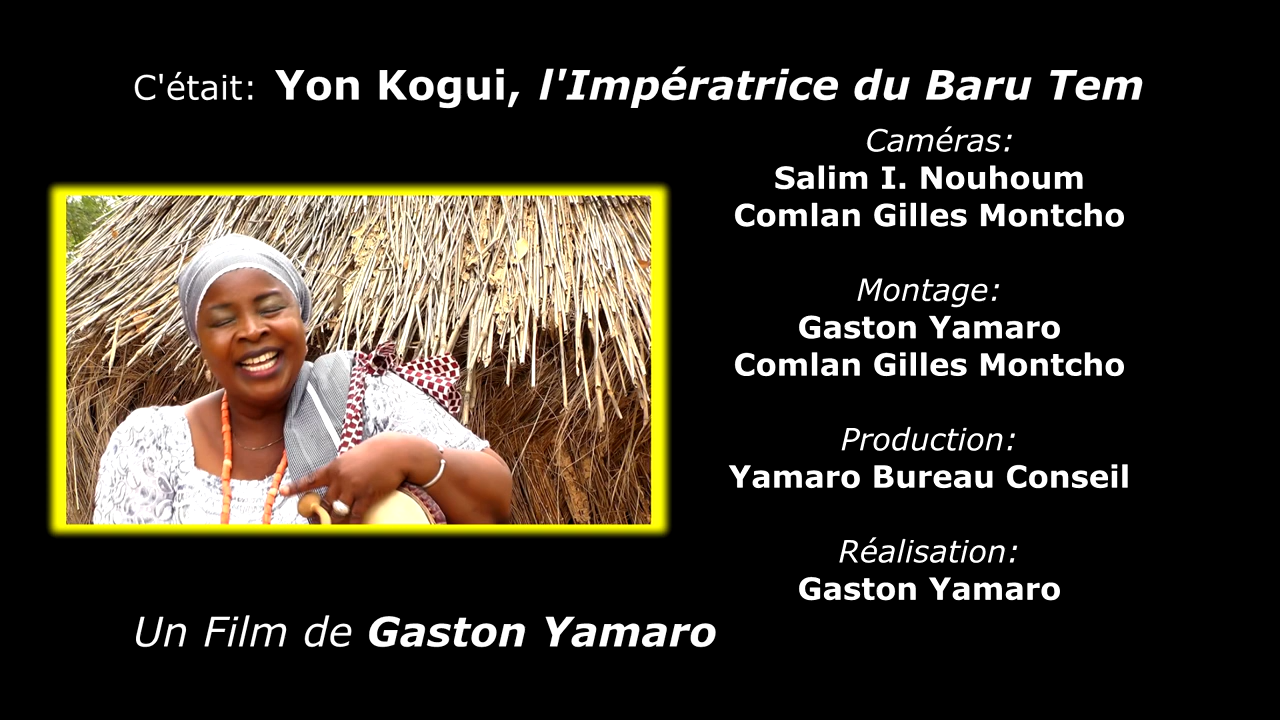 C'était: Yon Kogui, l'Impératrice du Baru Tem
Caméras:
Salim I. Nouhoum
Comlan Gilles Montcho
Montage:
Gaston Yamaro
Comlan Gilles Montcho
Production:
Yamaro Bureau Conseil
Réalisation:
Gaston Yamaro
Un Film de Gaston Yamaro